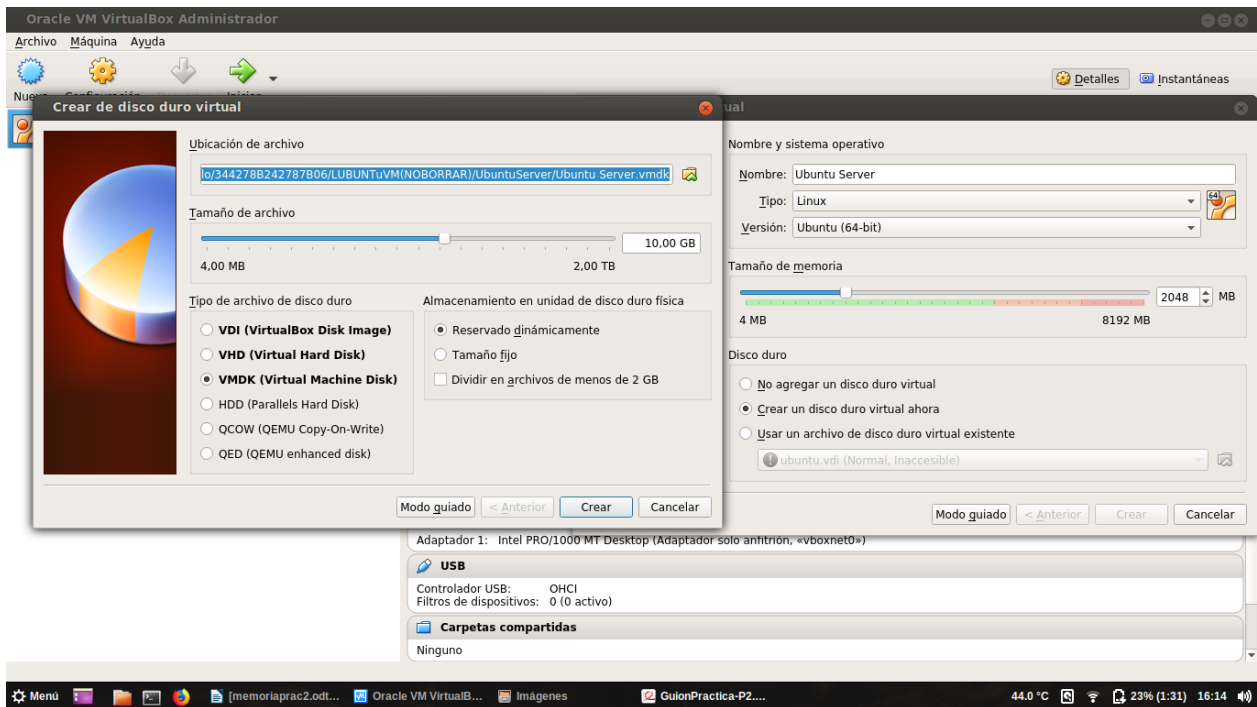 Oracle VM VirtualBox Administrador
Archivo Máquina Ayuda
Detalles Instantáneas
Crear de disco duro virtual
Ubicación de archivo
lo/344278B242787B06/LUBUNTuVM(NOBORRAR)/UbuntuServer/Ubuntu Server.vmdk
Tamaño de archivo
10,00 GB
4,00 MB 2,00 TB
Tipo de archivo de disco duro
VDI (VirtualBox Disk Image)
VHD (Virtual Hard Disk)
VMDK (Virtual Machine Disk)
HDD (Parallels Hard Disk)
QCOW (QEMU Copy-On-Write)
QED (QEMU enhanced disk)
Almacenamiento en unidad de disco duro física
Reservado dinámicamente
Tamaño fijo
Dividir en archivos de menos de 2 GB
Modo guiado < Anterior Crear Cancelar
Nombre y sistema operativo
Nombre: Ubuntu Server
Tipo: Linux
64
Versión: Ubuntu (64-bit)
Tamaño de memoria
2048 MB
4 MB 8192 MB
Disco duro
No agregar un disco duro virtual
Crear un disco duro virtual ahora
Usar un archivo de disco duro virtual existente
ubuntu.vdi (Normal, Inaccesible)
Modo guiado < Anterior Crear Cancelar
Adaptador 1: Intel PRO/1000 MT Desktop (Adaptador solo anfitrión, «vboxnet0»)
USB
Controlador USB: OHCI
Filtros de dispositivos: 0 (0 activo)
Carpetas compartidas
Ninguno
Menú [memoriaprac2.odt... Oracle VM VirtualB... Imágenes GuionPractica-P2.... 44.0 °C 23% (1:31) 16:14